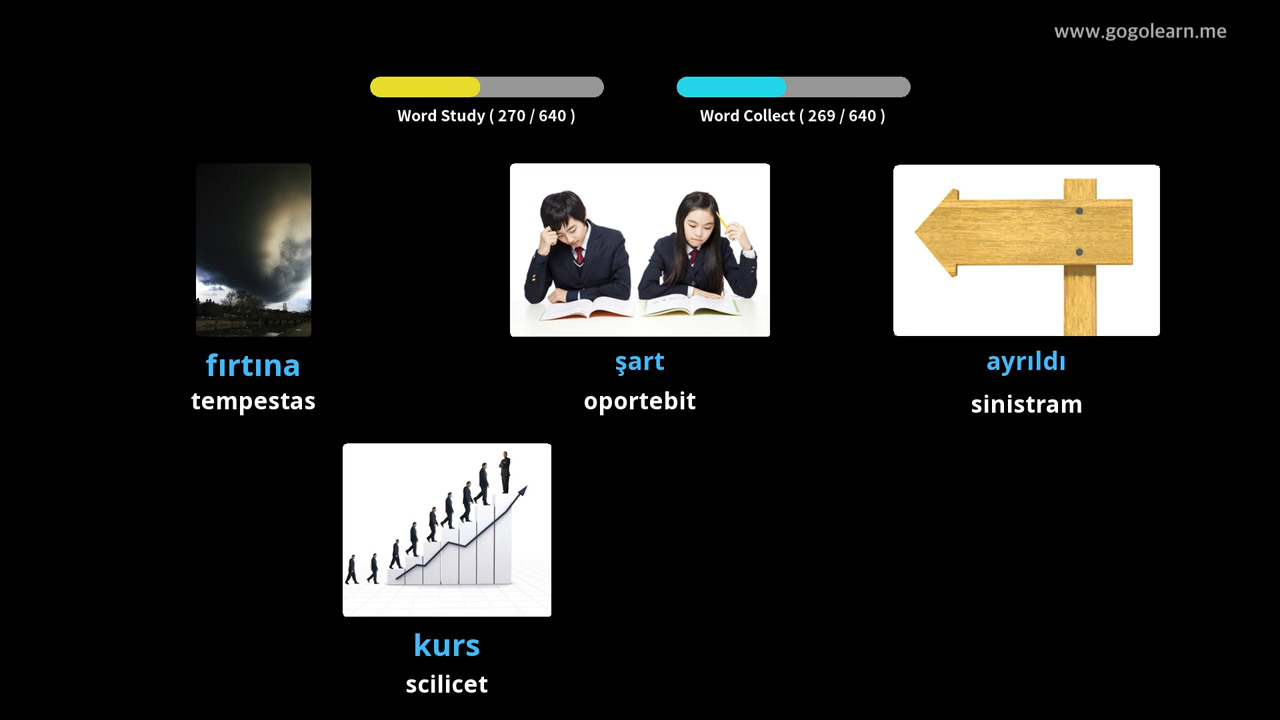 www.gogolearn.me
Word Study ( 270 / 640 )
Word Collect ( 269 / 640 )
fırtına
tempestas
şart
oportebit
ayrıldı
sinistram
kurs
scilicet